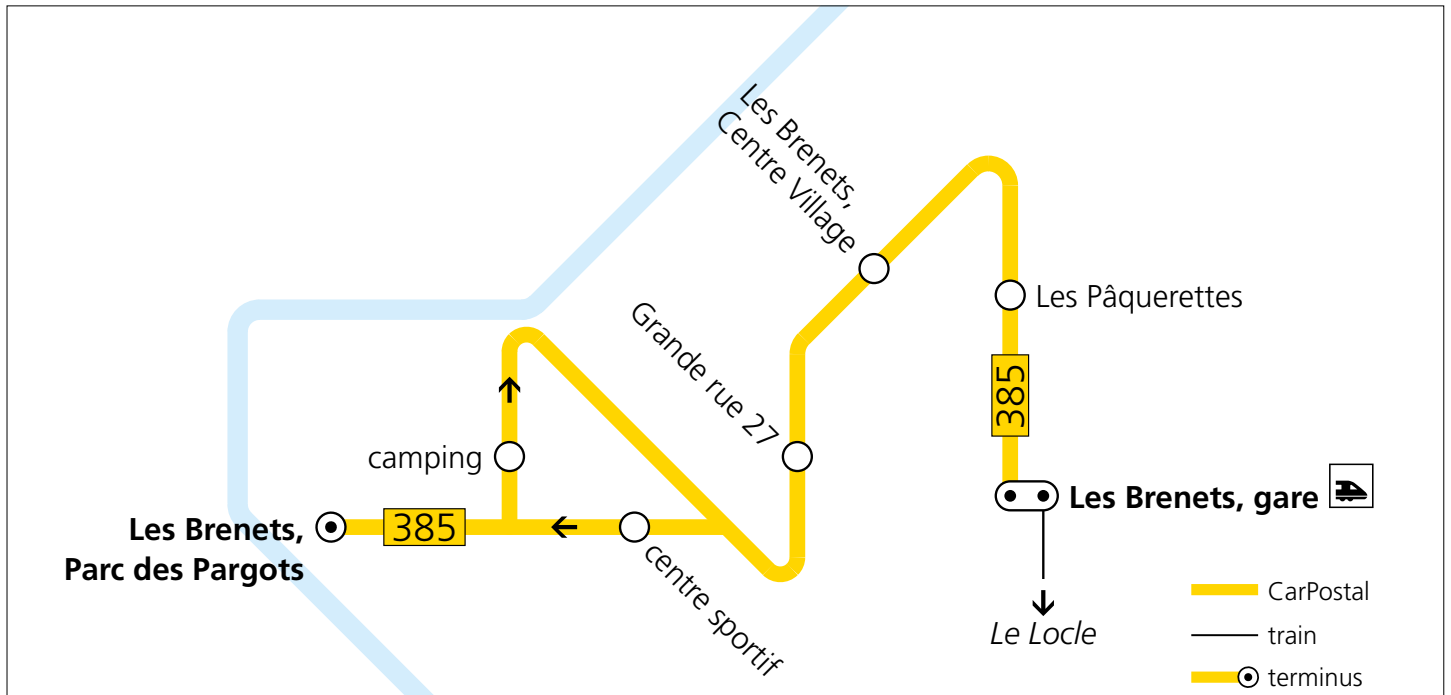 Les Brenets,
Centre Village
Les Pâquerettes
Grande rue 27
385
camping
Les Brenets, gare
Les Brenets,
Parc des Pargots
385
centre sportif
Le Locle
CarPostal
train
terminus